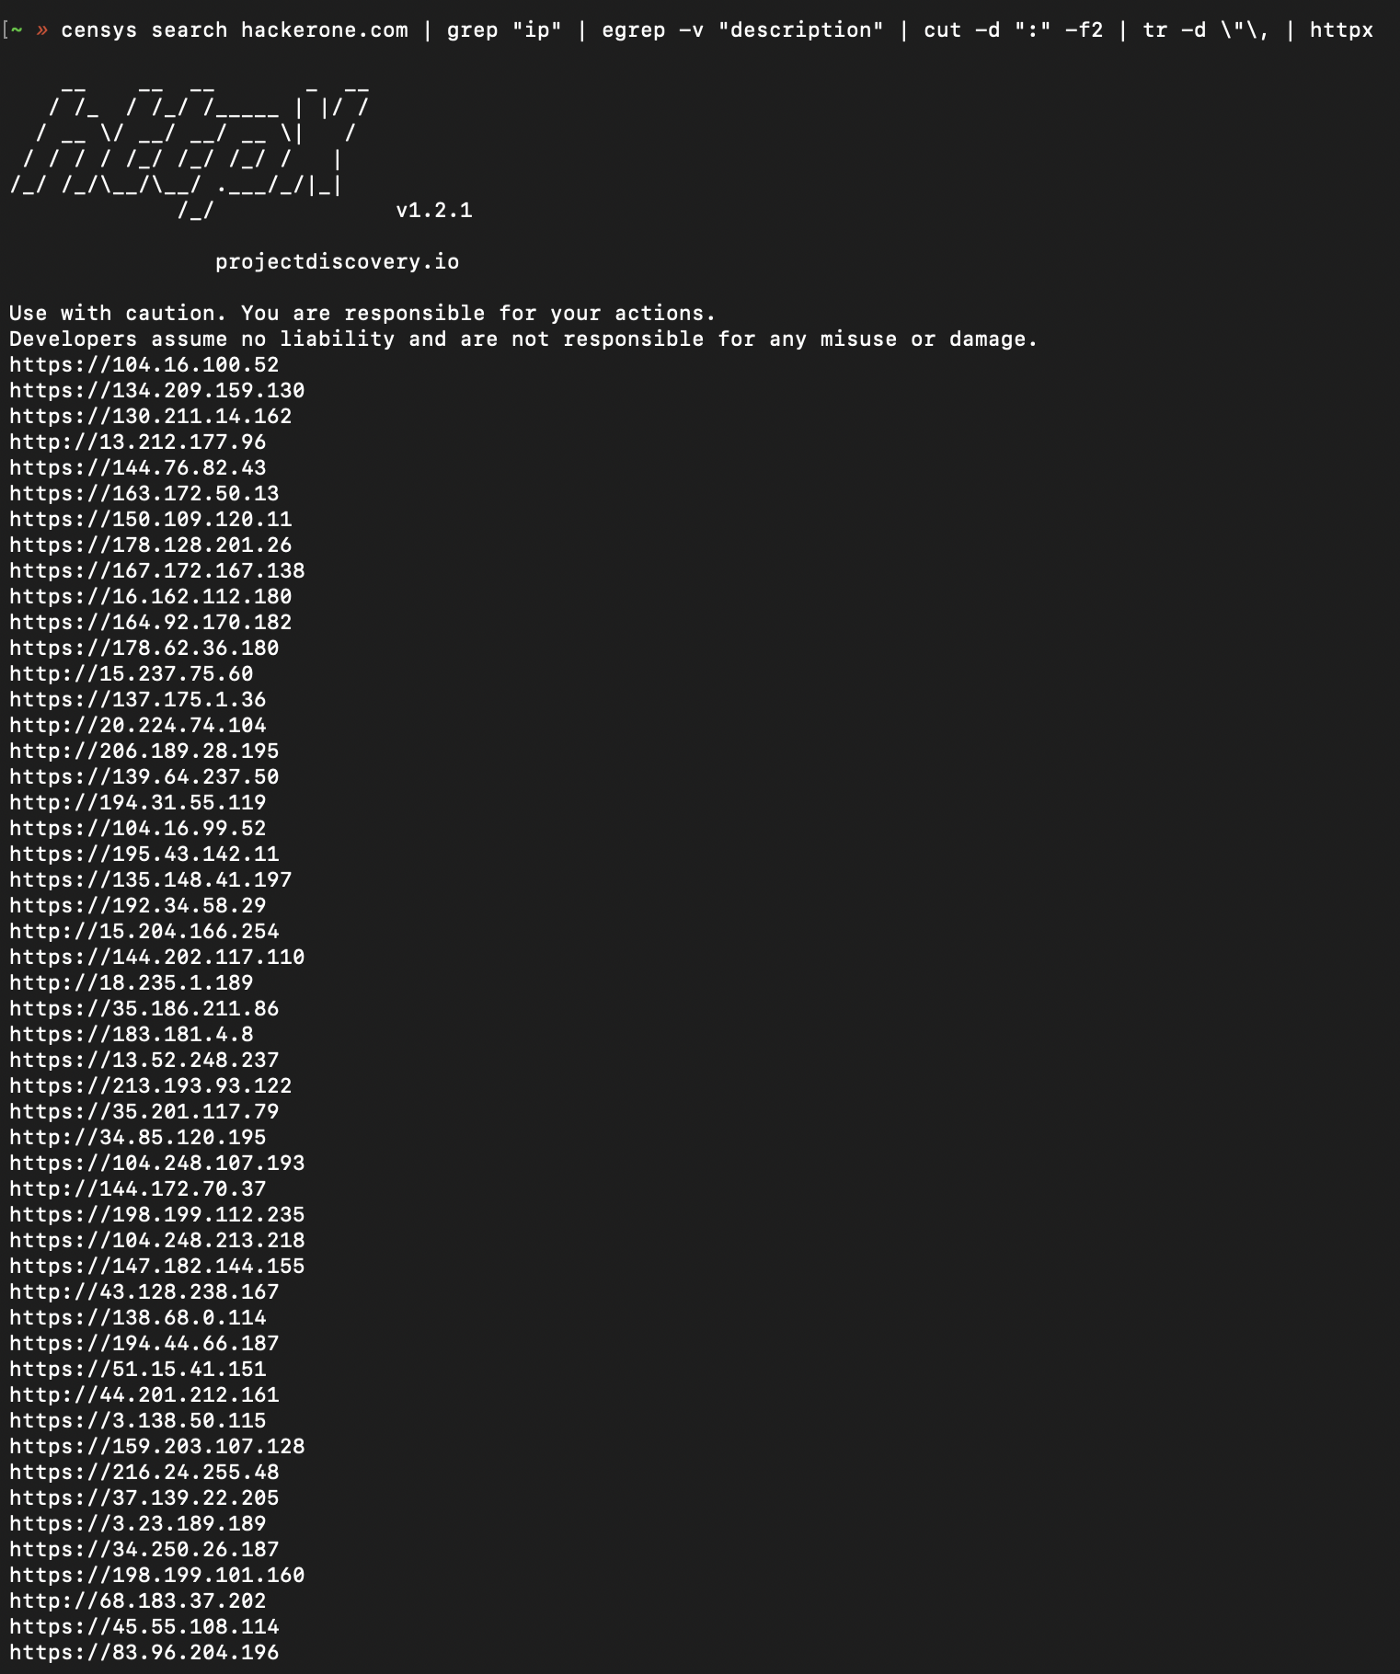 [~ » censys search hackerone.com | grep "ip" | egrep -v "description" | cut -d ":" -f2 | tr -d \"\, | httpx
    __    __  __       _  __
   / /_  / /_/ /_____ | |/ /
  / __ \/ __/ __/ __ \|   /
 / / / / /_/ /_/ /_/ /   |
/_/ /_/\__/\__/ .___/_/|_|
             /_/              v1.2.1
projectdiscovery.io
Use with caution. You are responsible for your actions.
Developers assume no liability and are not responsible for any misuse or damage.
https://104.16.100.52
https://134.209.159.130
https://130.211.14.162
http://13.212.177.96
https://144.76.82.43
https://163.172.50.13
https://150.109.120.11
https://178.128.201.26
https://167.172.167.138
https://16.162.112.180
https://164.92.170.182
https://178.62.36.180
http://15.237.75.60
https://137.175.1.36
http://20.224.74.104
http://206.189.28.195
https://139.64.237.50
http://194.31.55.119
https://104.16.99.52
https://195.43.142.11
https://135.148.41.197
https://192.34.58.29
http://15.204.166.254
https://144.202.117.110
http://18.235.1.189
https://35.186.211.86
https://183.181.4.8
https://13.52.248.237
https://213.193.93.122
https://35.201.117.79
http://34.85.120.195
https://104.248.107.193
http://144.172.70.37
https://198.199.112.235
https://104.248.213.218
https://147.182.144.155
http://43.128.238.167
https://138.68.0.114
https://194.44.66.187
https://51.15.41.151
http://44.201.212.161
https://3.138.50.115
https://159.203.107.128
https://216.24.255.48
https://37.139.22.205
https://3.23.189.189
https://34.250.26.187
https://198.199.101.160
http://68.183.37.202
https://45.55.108.114
https://83.96.204.196